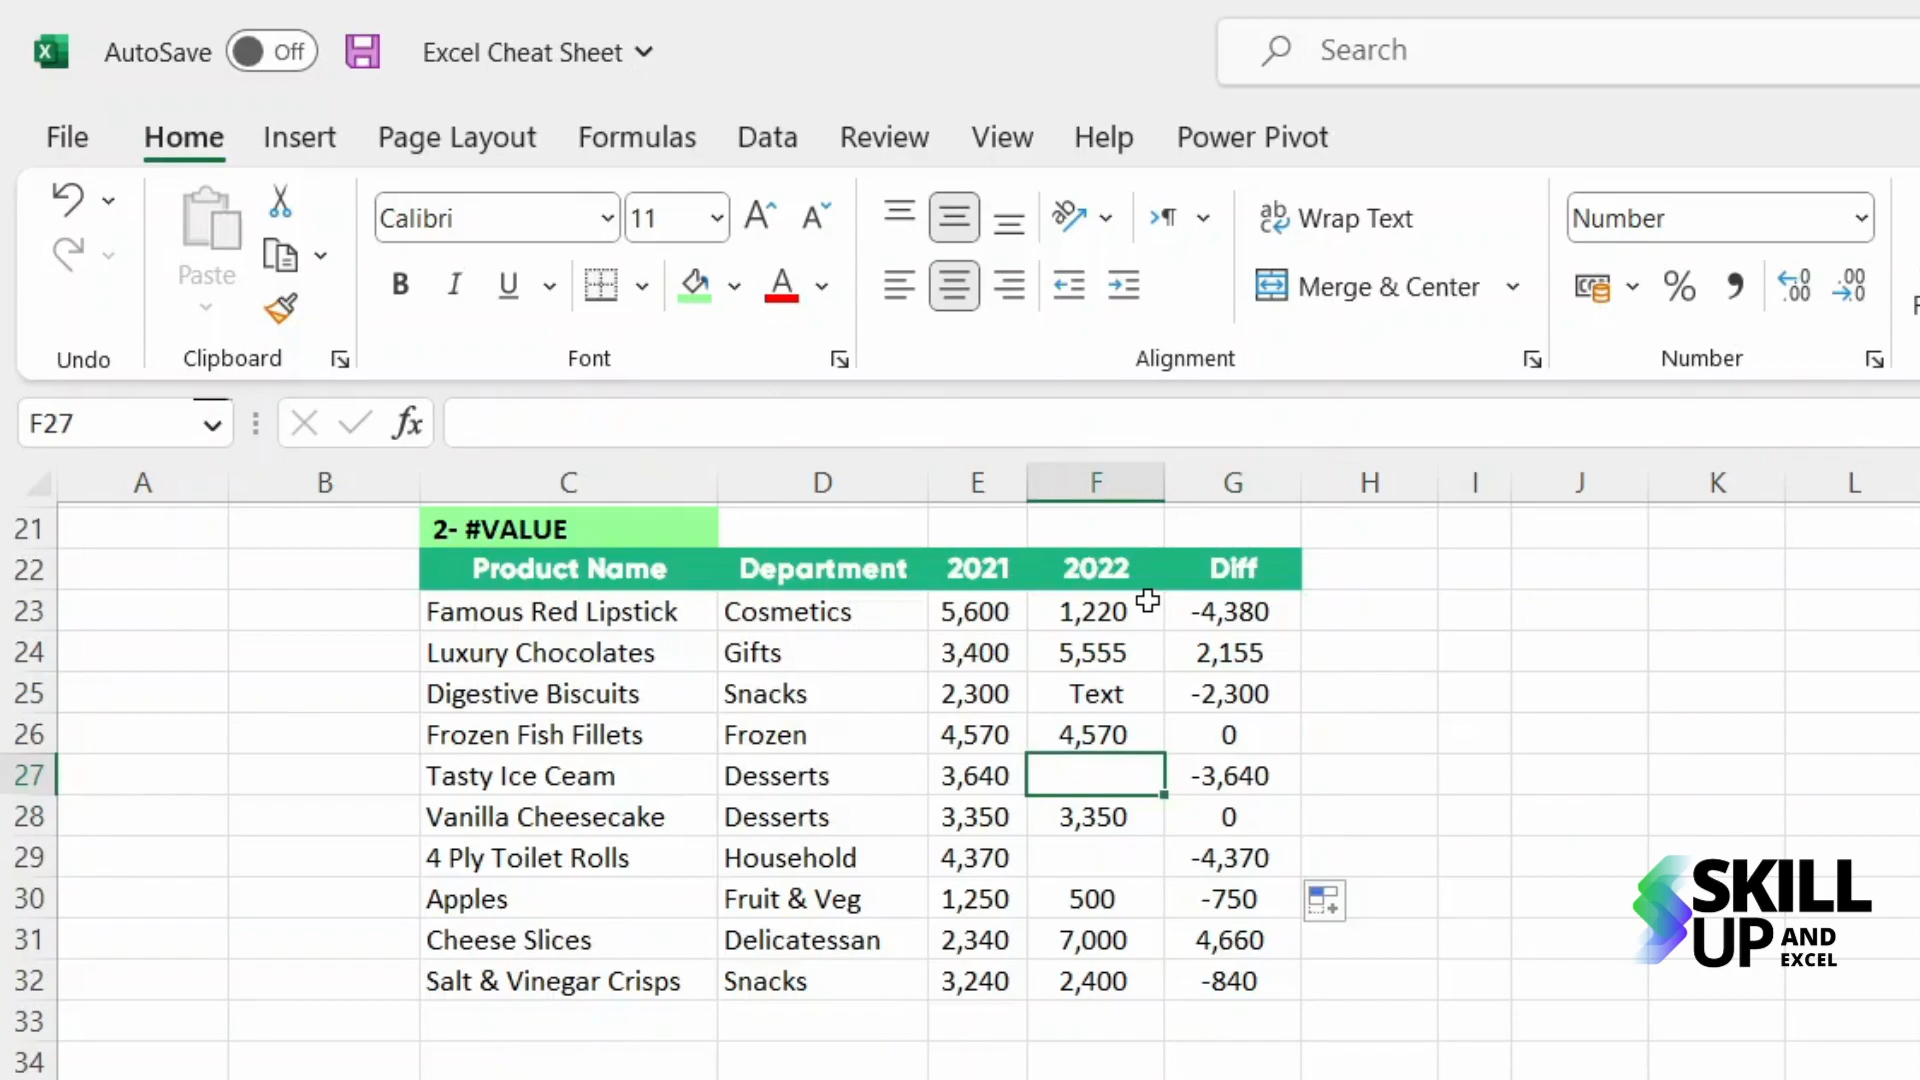 AutoSave Off Excel Cheat Sheet Search
File Home Insert Page Layout Formulas Data Review View Help Power Pivot
Calibri 11 Wrap Text Number
Paste B I U A Merge & Center % .00
Undo Clipboard Font Alignment Number
F27 fx
A B C D E F G H I J K L
21 2- #VALUE
22 Product Name Department 2021 2022 Diff
23 Famous Red Lipstick Cosmetics 5,600 1,220 -4,380
24 Luxury Chocolates Gifts 3,400 5,555 2,155
25 Digestive Biscuits Snacks 2,300 Text -2,300
26 Frozen Fish Fillets Frozen 4,570 4,570 0
27 Tasty Ice Ceam Desserts 3,640 -3,640
28 Vanilla Cheesecake Desserts 3,350 3,350 0
29 4 Ply Toilet Rolls Household 4,370 -4,370
30 Apples Fruit & Veg 1,250 500 -750
31 Cheese Slices Delicatessan 2,340 7,000 4,660
32 Salt & Vinegar Crisps Snacks 3,240 2,400 -840
33
34
SKILL
UP AND
EXCEL